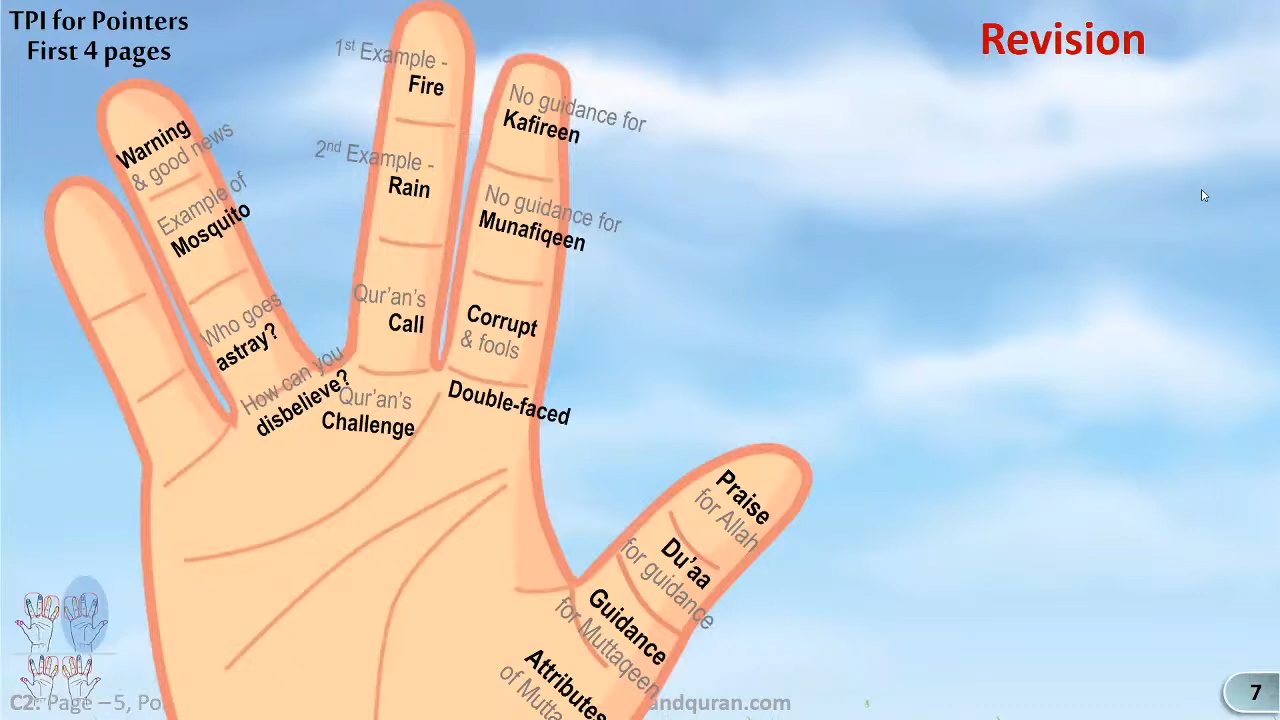 TPI for Pointers
First 4 pages
Revision
1st Example -
Fire
2nd Example -
Rain
Qur’an’s
Call
Qur’an’s
Challenge
No guidance for
Kafireen
No guidance for
Munafiqeen
Corrupt
& fools
Double-faced
Warning
& good news
Example of
Mosquito
Who goes
astray?
How can you
disbelieve?
Praise
for Allah
Du’aa
for guidance
Guidance
for Muttaqeen
Attributes
of Mutta
C2: Page – 5, Po
andquran.com
7